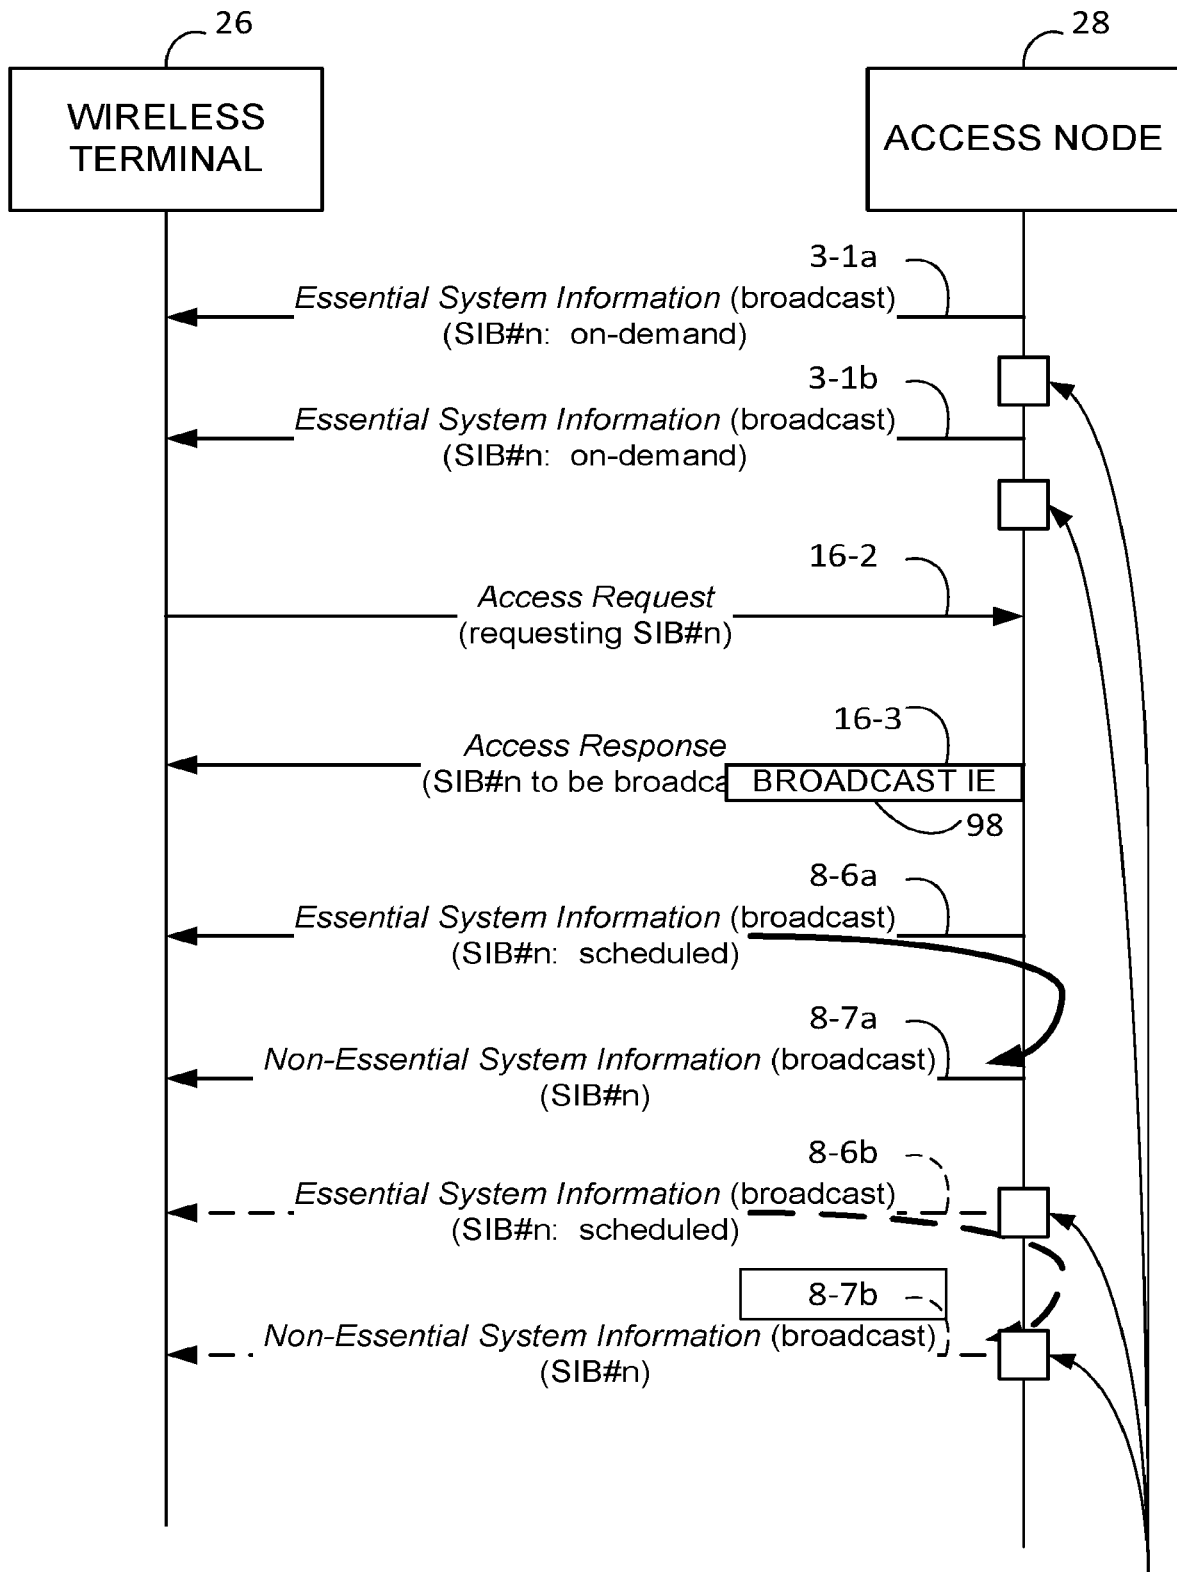 26
28
WIRELESS
TERMINAL
ACCESS NODE
3-1a
Essential System Information (broadcast)
(SIB#n: on-demand)
3-1b
Essential System Information (broadcast)
(SIB#n: on-demand)
16-2
Access Request
(requesting SIB#n)
16-3
Access Response
(SIB#n to be broadca
BROADCAST IE
98
8-6a
Essential System Information (broadcast)
(SIB#n: scheduled)
8-7a
Non-Essential System Information (broadcast)
(SIB#n)
8-6b
Essential System Information (broadcast)
(SIB#n: scheduled)
8-7b
Non-Essential System Information (broadcast)
(SIB#n)